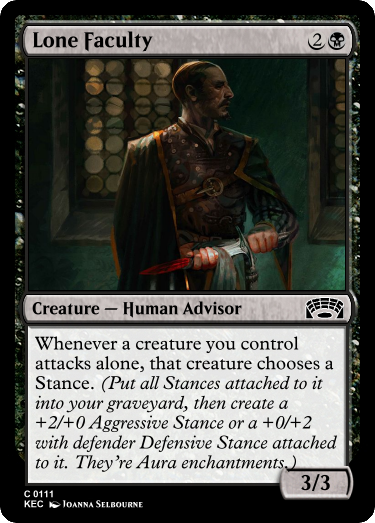 Lone Faculty 2
Creature — Human Advisor
Whenever a creature you control
attacks alone, that creature chooses a
Stance. (Put all Stances attached to it
into your graveyard, then create a
+2/+0 Aggressive Stance or a +0/+2
with defender Defensive Stance attached
to it. They're Aura enchantments.)
3/3
C 0111
KEC Joanna Selbourne